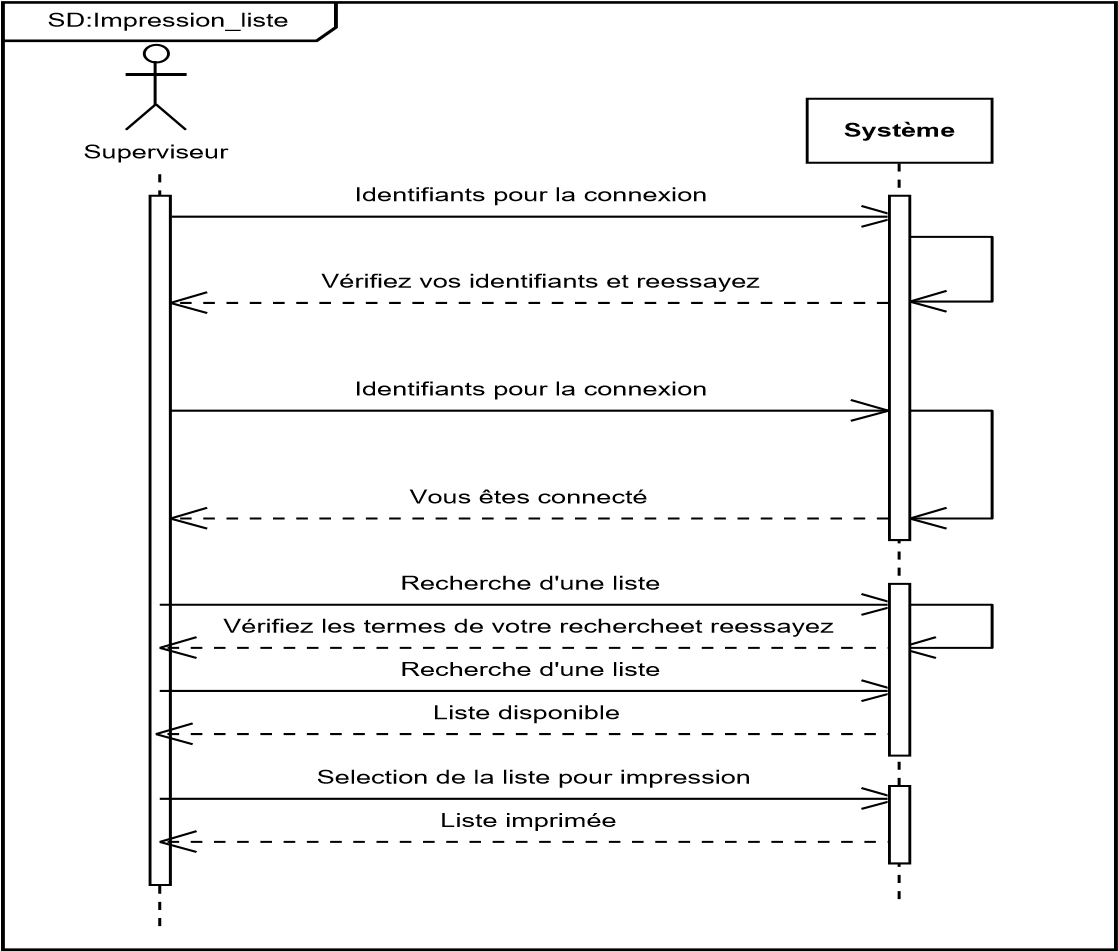 SD:Impression_liste
Superviseur
Système
Identifiants pour la connexion
Vérifiez vos identifiants et reessayez
Identifiants pour la connexion
Vous êtes connecté
Recherche d'une liste
Vérifiez les termes de votre rechercheet reessayez
Recherche d'une liste
Liste disponible
Selection de la liste pour impression
Liste imprimée